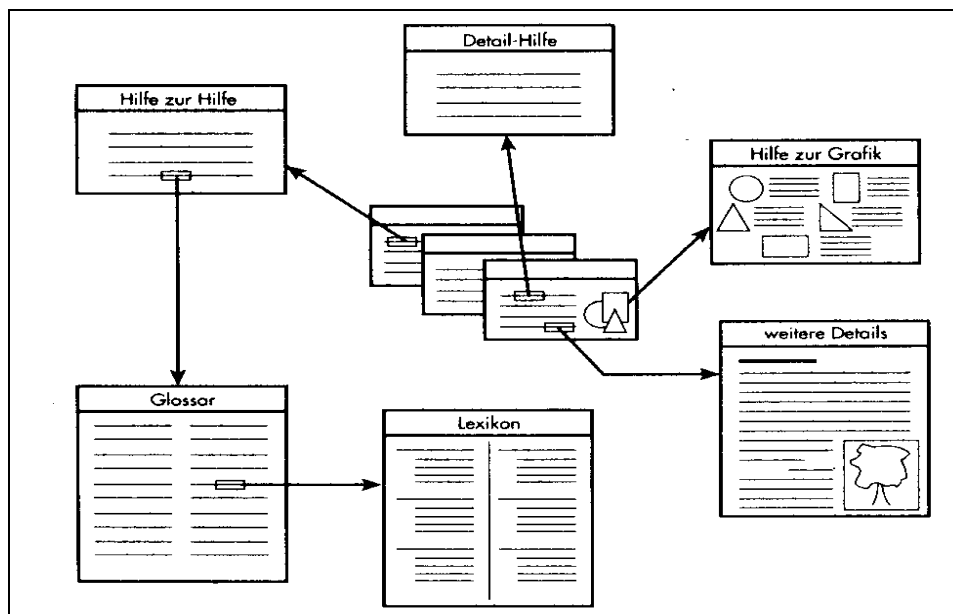 Detail-Hilfe
Hilfe zur Hilfe
Hilfe zur Grafik
weitere Details
Glossar
Lexikon